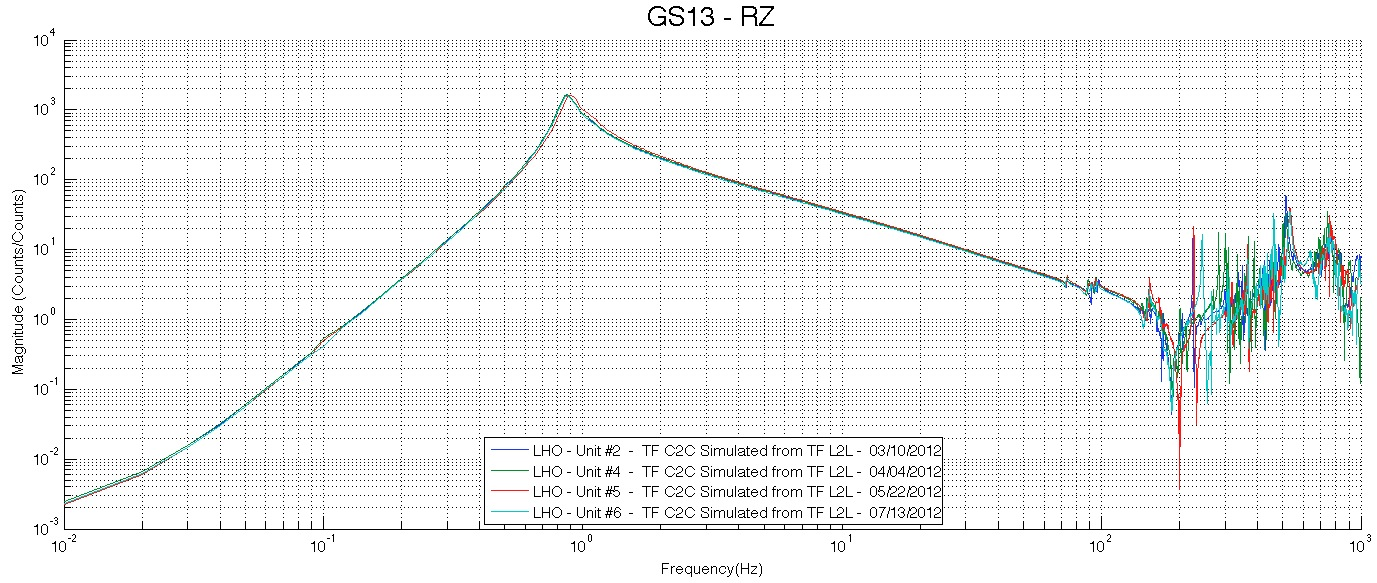 GS13 - RZ
Magnitude (Counts/Counts)
10^4
10^3
10^2
10^1
10^0
10^-1
10^-2
10^-3
LHO - Unit #2 - TF C2C Simulated from TF L2L - 03/10/2012
LHO - Unit #4 - TF C2C Simulated from TF L2L - 04/04/2012
LHO - Unit #5 - TF C2C Simulated from TF L2L - 05/22/2012
LHO - Unit #6 - TF C2C Simulated from TF L2L - 07/13/2012
10^-2 10^-1 10^0 10^1 10^2 10^3
Frequency(Hz)